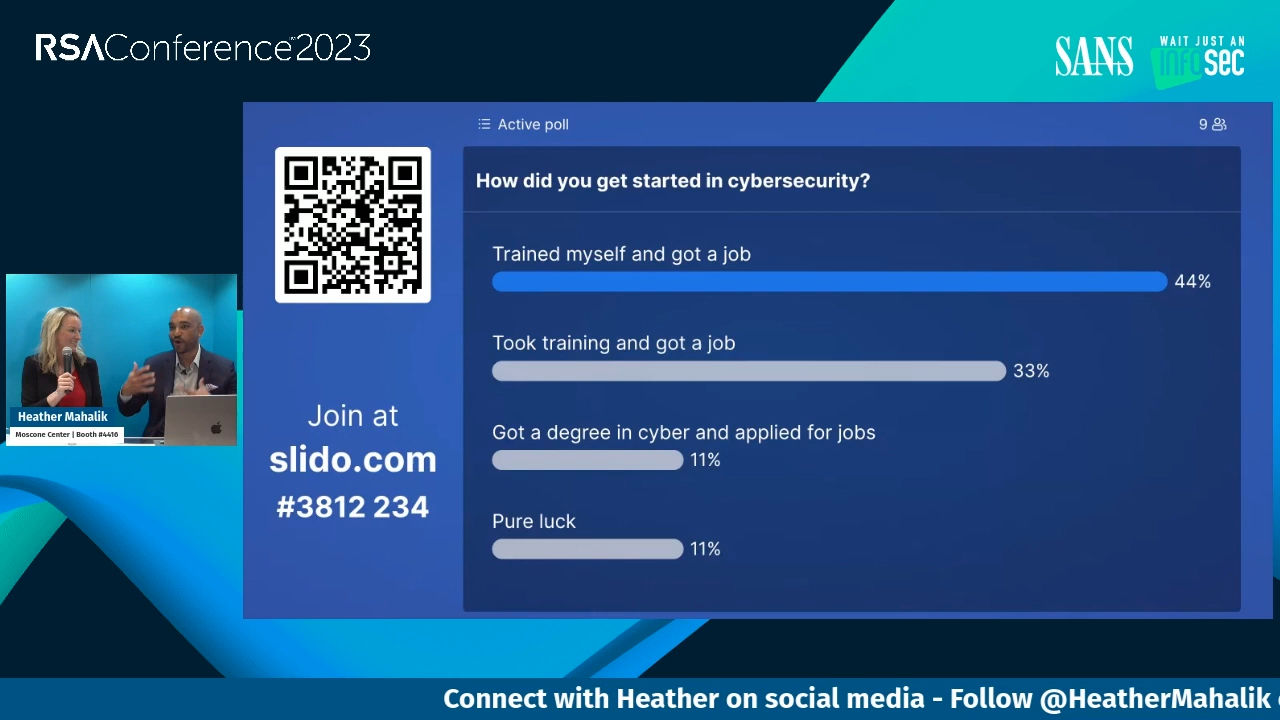 RSAConference™2023
SANS
WAIT JUST AN
INFOSEC
Active poll
9
How did you get started in cybersecurity?
Trained myself and got a job
44%
Took training and got a job
33%
Got a degree in cyber and applied for jobs
11%
Pure luck
11%
Join at
slido.com
#3812 234
Heather Mahalik
Moscone Center | Booth #4416
Connect with Heather on social media - Follow @HeatherMahalik